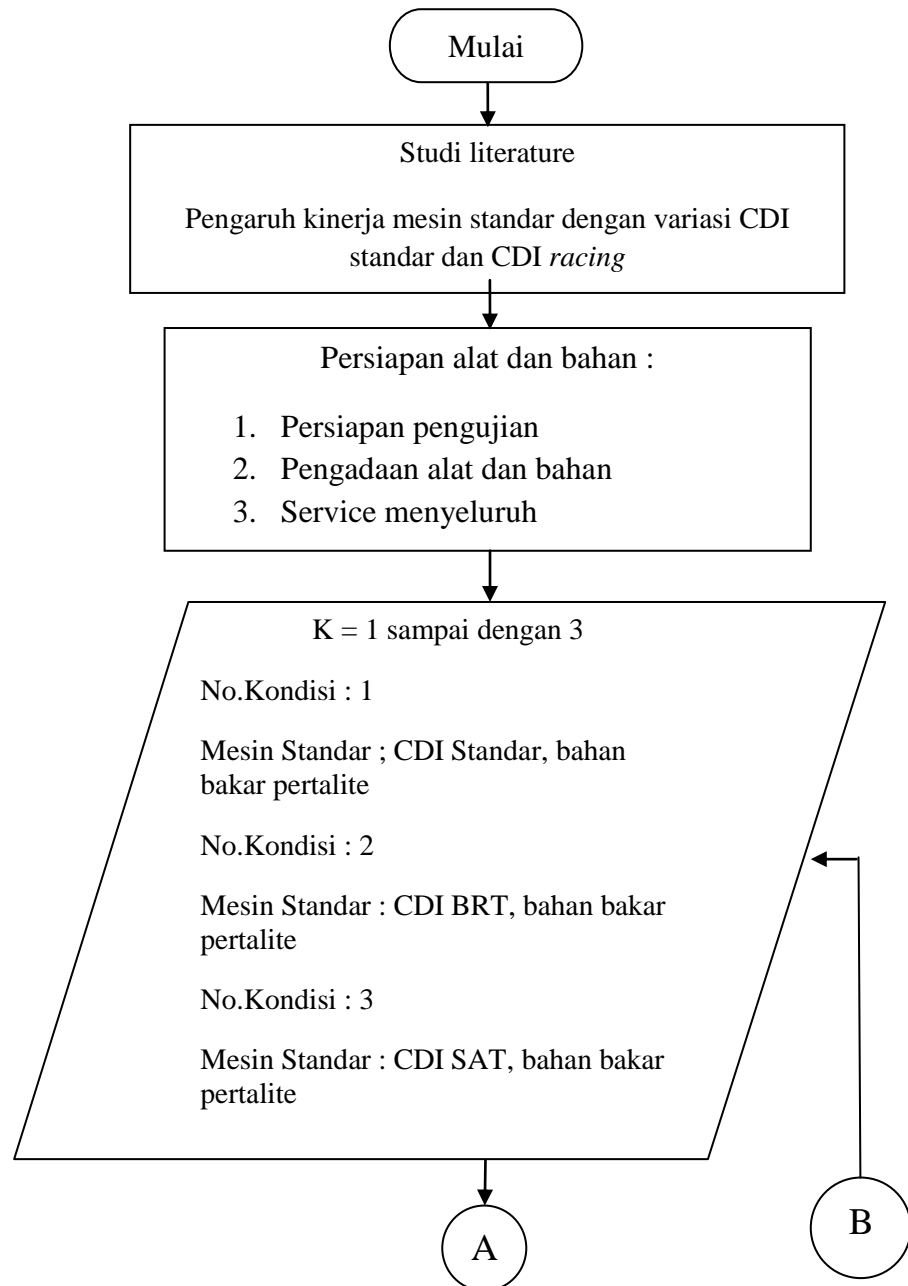 Mulai
Studi literature
Pengaruh kinerja mesin standar dengan variasi CDI
standar dan CDI racing
Persiapan alat dan bahan :
1. Persiapan pengujian
2. Pengadaan alat dan bahan
3. Service menyeluruh
K = 1 sampai dengan 3
No.Kondisi : 1
Mesin Standar ; CDI Standar, bahan
bakar pertalite
No.Kondisi : 2
Mesin Standar : CDI BRT, bahan bakar
pertalite
No.Kondisi : 3
Mesin Standar : CDI SAT, bahan bakar
pertalite
A
B